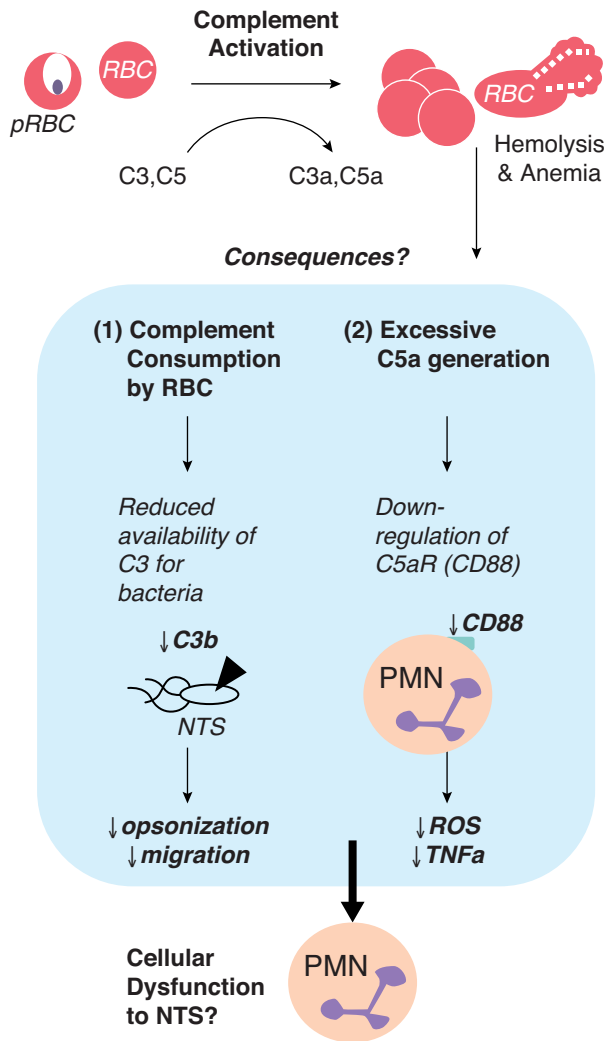 Complement
Activation
RBC
pRBC
RBC
C3,C5
C3a,C5a
Hemolysis
& Anemia
Consequences?
(1) Complement
Consumption
by RBC
Reduced
availability of
C3 for
bacteria
↓C3b
NTS
↓opsonization
↓migration
(2) Excessive
C5a generation
Down-
regulation of
C5aR (CD88)
↓CD88
PMN
↓ROS
↓TNFa
Cellular
Dysfunction
to NTS?
PMN